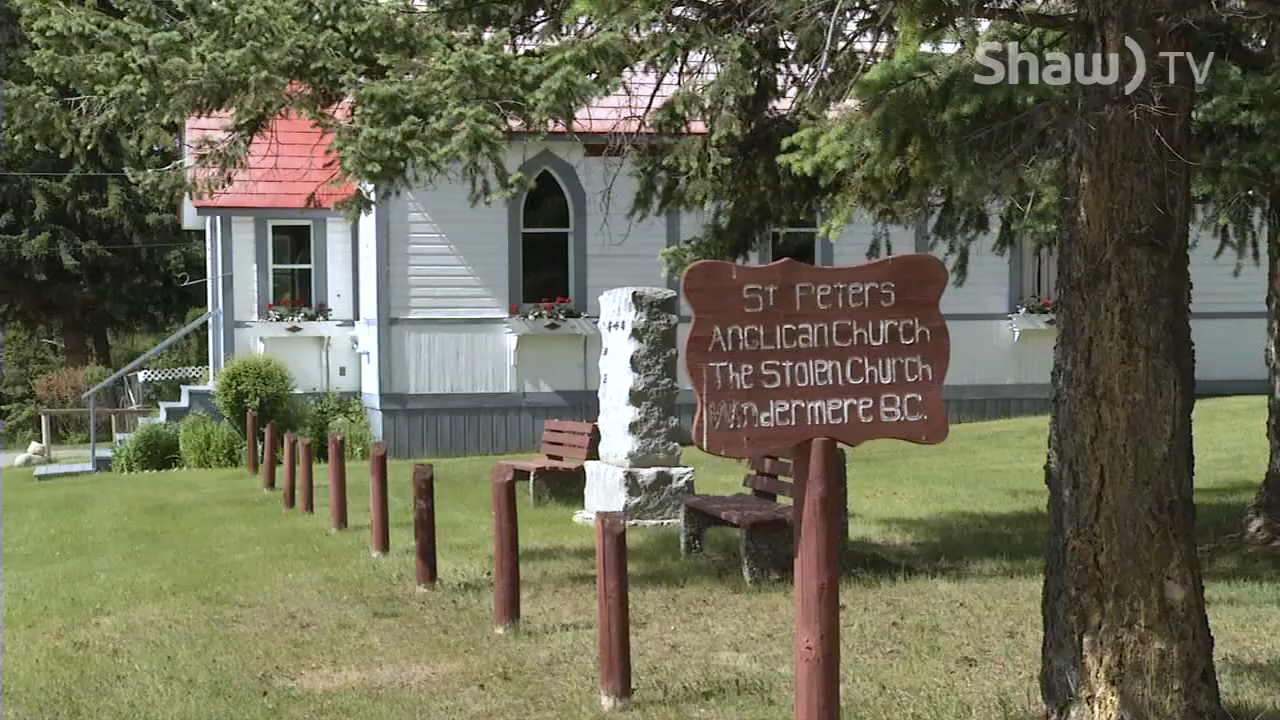 Shaw) TV
St Peters
Anglican Church
The Stolen Church
Windermere B.C.